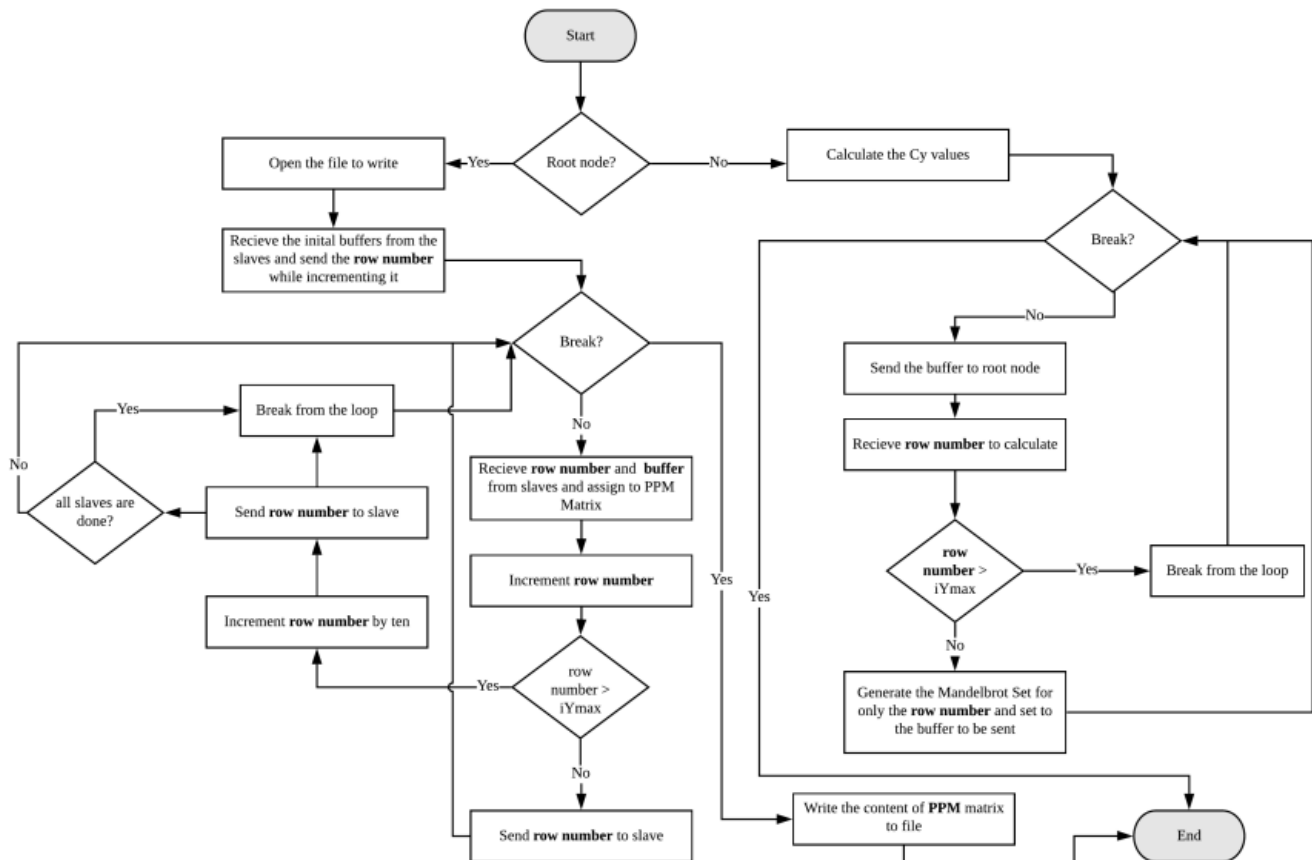 Start
Root node?
Yes
No
Open the file to write
Calculate the Cy values
Recieve the inital buffers from the
slaves and send the row number
while incrementing it
Break?
Break?
No
Send the buffer to root node
Yes
Break from the loop
No
Recieve row number to calculate
No
Recieve row number and buffer
from slaves and assign to PPM
Matrix
all slaves are
done?
Send row number to slave
row
number >
iYmax
Yes
Break from the loop
Increment row number
Yes
Yes
Increment row number by ten
No
row
number >
iYmax
Yes
Generate the Mandelbrot Set for
only the row number and set to
the buffer to be sent
No
Send row number to slave
Write the content of PPM matrix
to file
End